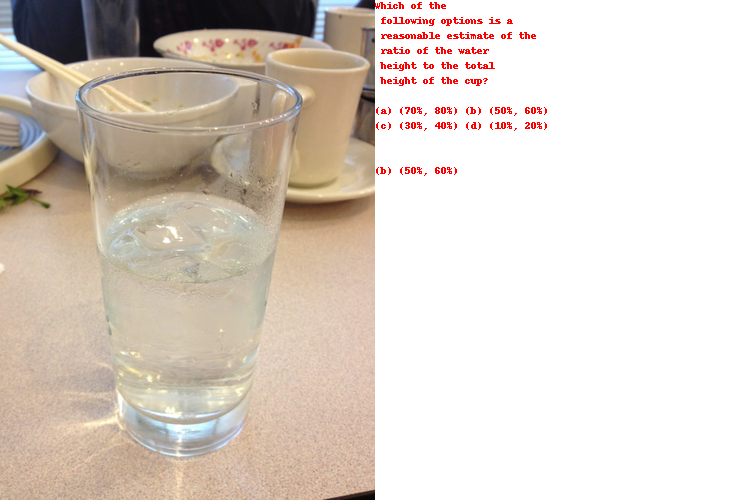 Which of the
following options is a
reasonable estimate of the
ratio of the water
height to the total
height of the cup?
(a) (70%, 80%) (b) (50%, 60%)
(c) (30%, 40%) (d) (10%, 20%)
(b) (50%, 60%)